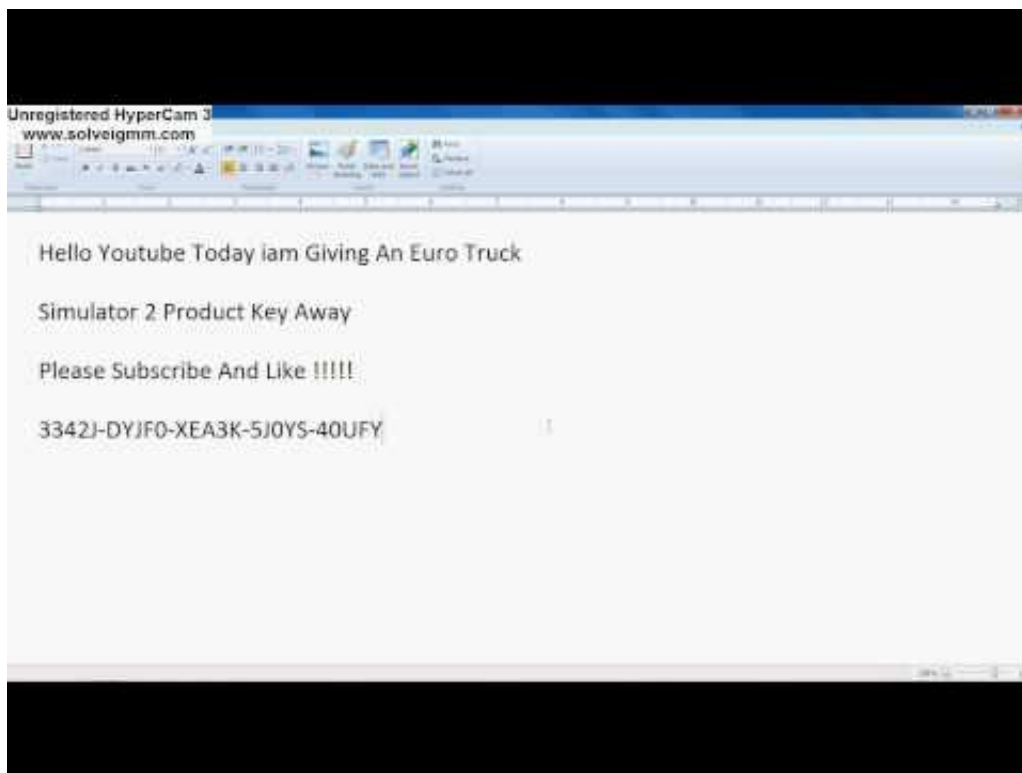 Unregistered HyperCam 3
www.solveigmm.com
Hello Youtube Today iam Giving An Euro Truck
Simulator 2 Product Key Away
Please Subscribe And Like !!!!!
3342J-DYJF0-XEA3K-5J0YS-40UFY